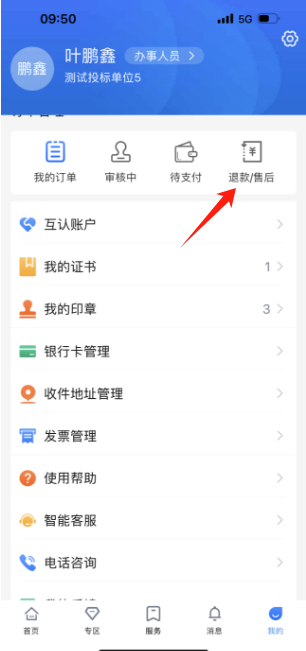 09:50
5G
鹏鑫
叶鹏鑫
办事人员
测试投标单位5
我的订单
审核中
待支付
退款/售后
互认账户
我的证书 1
我的印章 3
银行卡管理
收件地址管理
发票管理
使用帮助
智能客服
电话咨询
首页
专区
服务
消息
我的